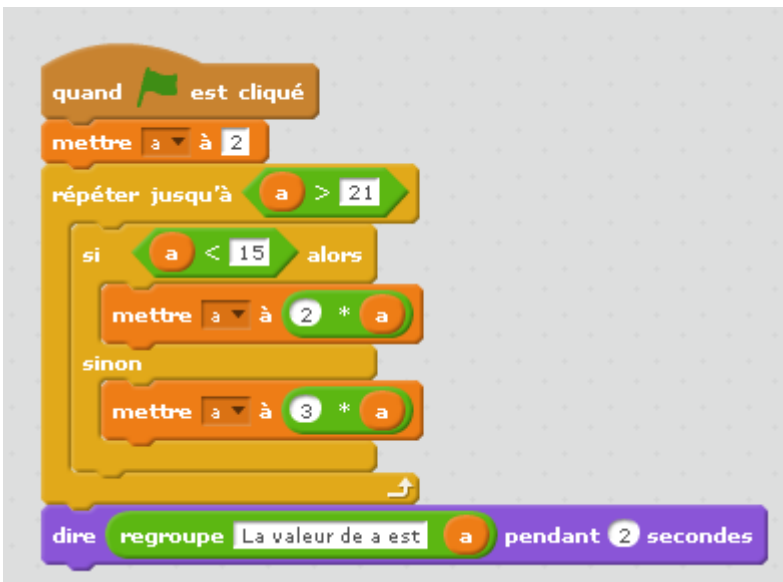 quand est cliqué
mettre a à 2
répéter jusqu'à a > 21
si a < 15 alors
mettre a à 2 * a
sinon
mettre a à 3 * a
dire regroupe La valeur de a est a pendant 2 secondes